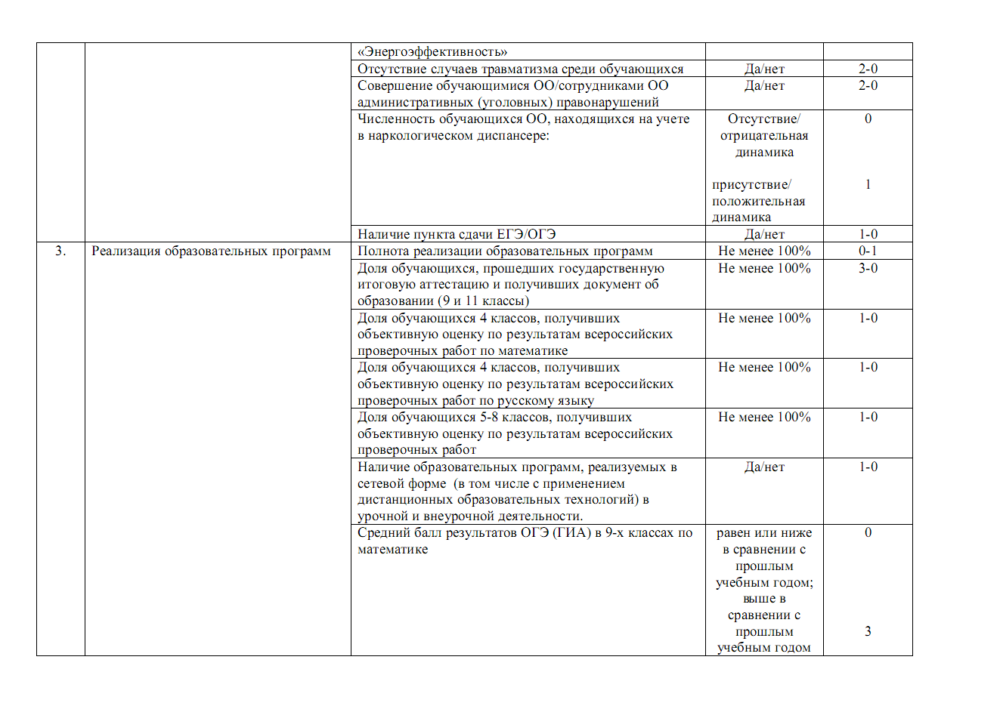 «Энергоэффективность»
Отсутствие случаев травматизма среди обучающихся
Да/нет
2-0
Совершение обучающимися ОО/сотрудниками ОО
административных (уголовных) правонарушений
Да/нет
2-0
Численность обучающихся ОО, находящихся на учете
в наркологическом диспансере:
Отсутствие/
отрицательная
динамика
0
присутствие/
положительная
динамика
1
Наличие пункта сдачи ЕГЭ/ОГЭ
Да/нет
1-0
3.
Реализация образовательных программ
Полнота реализации образовательных программ
Не менее 100%
0-1
Доля обучающихся, прошедших государственную
итоговую аттестацию и получивших документ об
образовании (9 и 11 классы)
Не менее 100%
3-0
Доля обучающихся 4 классов, получивших
объективную оценку по результатам всероссийских
проверочных работ по математике
Не менее 100%
1-0
Доля обучающихся 4 классов, получивших
объективную оценку по результатам всероссийских
проверочных работ по русскому языку
Не менее 100%
1-0
Доля обучающихся 5-8 классов, получивших
объективную оценку по результатам всероссийских
проверочных работ
Не менее 100%
1-0
Наличие образовательных программ, реализуемых в
сетевой форме (в том числе с применением
дистанционных образовательных технологий) в
урочной и внеурочной деятельности.
Да/нет
1-0
Средний балл результатов ОГЭ (ГИА) в 9-х классах по
математике
равен или ниже
в сравнении с
прошлым
учебным годом;
0
выше в
сравнении с
прошлым
учебным годом
3